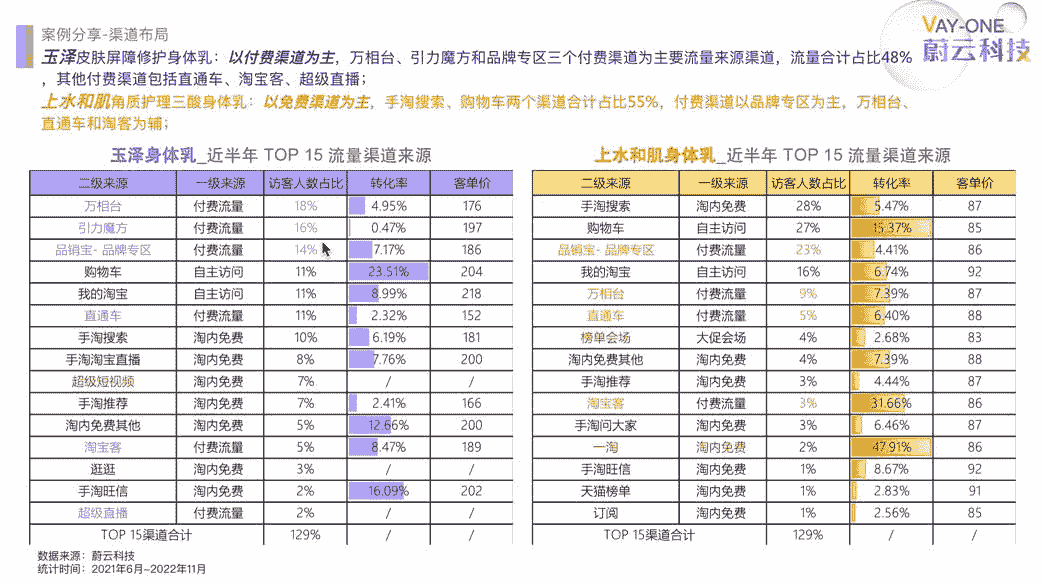 案例分享-渠道布局
VAY-ONE
蔚云科技
玉泽皮肤屏障修护身体乳：以付费渠道为主，万相台、引力魔方和品牌专区三个付费渠道为主要流量来源渠道，流量合计占比48%
，其他付费渠道包括直通车、淘宝客、超级直播；
上水和肌角质护理三酸身体乳：以免费渠道为主，手淘搜索、购物车两个渠道合计占比55%，付费渠道以品牌专区为主，万相台、
直通车和淘客为辅；
玉泽身体乳_近半年 TOP 15 流量渠道来源
二级来源 一级来源 访客人数占比 转化率 客单价
万相台 付费流量 18% 4.95% 176
引力魔方 付费流量 16% 0.47% 197
品销宝- 品牌专区 付费流量 14% 7.17% 186
购物车 自主访问 11% 23.51% 204
我的淘宝 自主访问 11% 8.99% 218
直通车 付费流量 11% 2.32% 152
手淘搜索 淘内免费 10% 6.19% 181
手淘淘宝直播 淘内免费 8% 7.76% 200
超级短视频 淘内免费 7% / /
手淘推荐 淘内免费 7% 2.41% 166
淘内免费其他 淘内免费 5% 12.66% 200
淘宝客 付费流量 5% 8.47% 189
逛逛 淘内免费 3% / /
手淘旺信 淘内免费 2% 16.09% 202
超级直播 付费流量 2% / /
TOP 15渠道合计 129% / /
上水和肌身体乳_近半年 TOP 15 流量渠道来源
二级来源 一级来源 访客人数占比 转化率 客单价
手淘搜索 淘内免费 28% 5.47% 87
购物车 自主访问 27% 15.37% 85
品销宝- 品牌专区 付费流量 23% 4.41% 86
我的淘宝 自主访问 16% 6.74% 92
万相台 付费流量 9% 7.39% 87
直通车 付费流量 5% 6.40% 88
榜单会场 大促会场 4% 2.68% 83
淘内免费其他 淘内免费 4% 7.39% 88
手淘推荐 淘内免费 3% 4.44% 87
淘宝客 付费流量 3% 31.66% 86
手淘问大家 淘内免费 3% 6.46% 87
一淘 淘内免费 2% 47.91% 86
手淘旺信 淘内免费 1% 8.67% 92
天猫榜单 淘内免费 1% 2.83% 91
订阅 淘内免费 1% 2.56% 85
TOP 15渠道合计 129% / /
数据来源：蔚云科技
统计时间：2021年6月-2022年11月